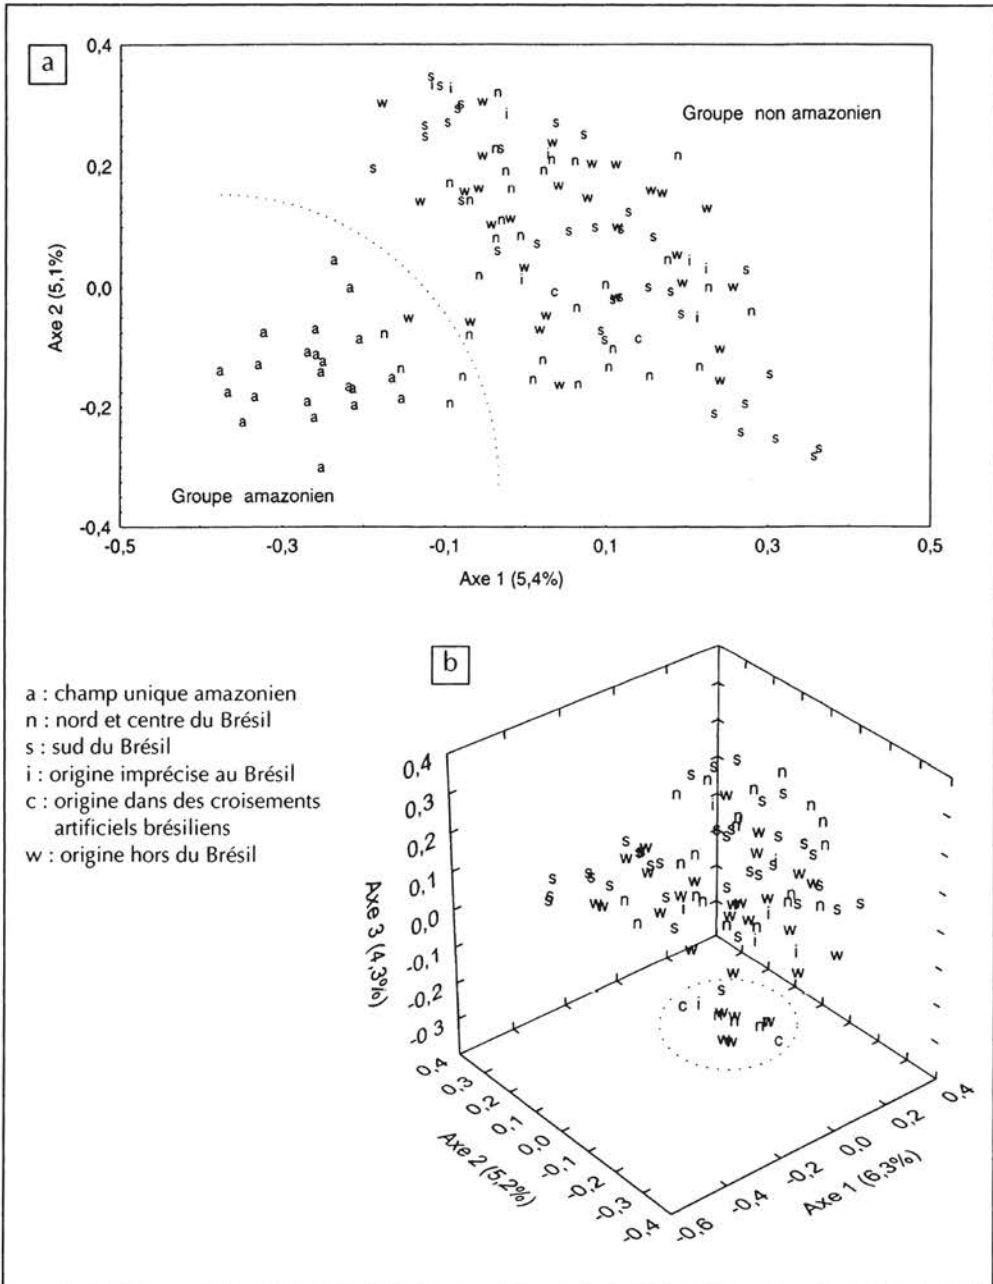 a
0,4
0,2
0,0
-0,2
-0,4
Axe 2 (5,1%)
Groupe non amazonien
Groupe amazonien
-0,5
-0,3
-0,1
0,1
0,3
0,5
Axe 1 (5,4%)
a : champ unique amazonien
n : nord et centre du Brésil
s : sud du Brésil
i : origine imprécise au Brésil
c : origine dans des croisements
artificiels brésiliens
w : origine hors du Brésil
b
0,4
0,3
0,2
0,1
0,0
-0,1
-0,2
-0,3
Axe 3 (4,3%)
0,4
0,3
0,2
0,1
0,0
-0,1
-0,2
-0,3
-0,4
Axe 2 (5,2%)
-0,6
-0,4
-0,2
0,0
0,2
0,4
Axe 1 (6,3%)